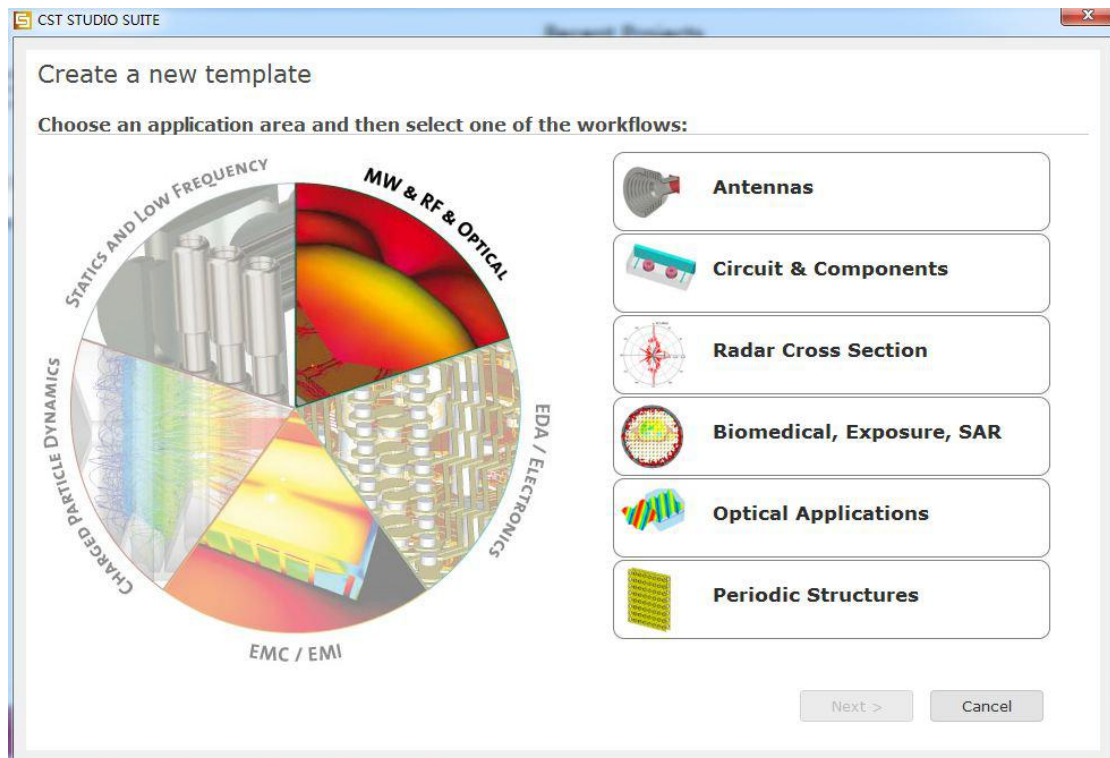 CST STUDIO SUITE
Recent Projects
Create a new template
Choose an application area and then select one of the workflows:
STATICS AND LOW FREQUENCY
MW & RF & OPTICAL
EDA / ELECTRONICS
EMC / EMI
CHARGED PARTICLE DYNAMICS
Antennas
Circuit & Components
Radar Cross Section
Biomedical, Exposure, SAR
Optical Applications
Periodic Structures
Next >
Cancel